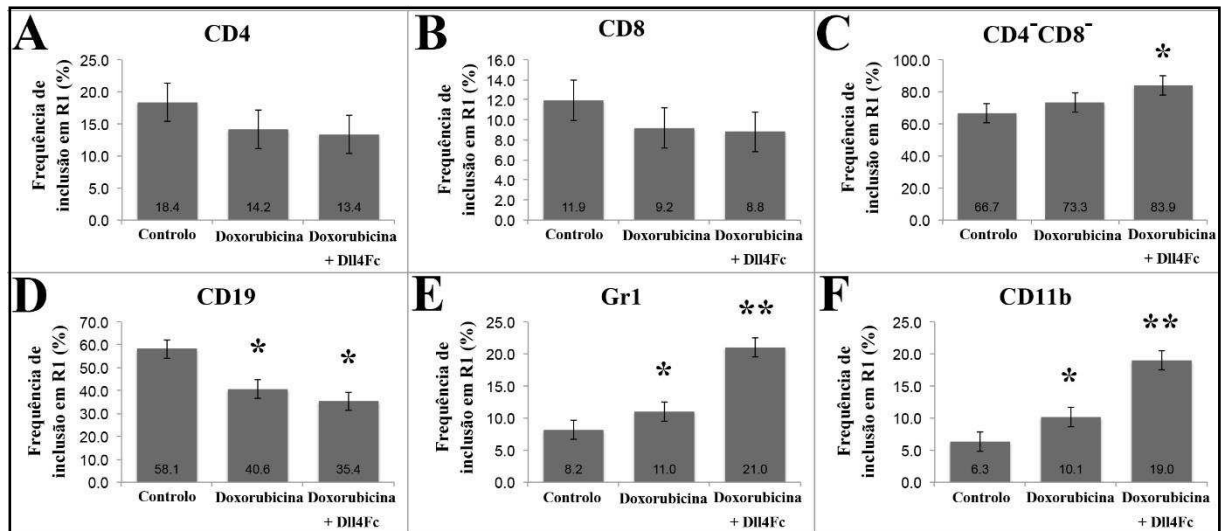 A
CD4
Frequência de
inclusão em R1 (%)
25.0
20.0
15.0
10.0
5.0
0.0
18.4
14.2
13.4
Controlo Doxorubicina Doxorubicina
+ Dll4Fc
B
CD8
Frequência de
inclusão em R1 (%)
16.0
14.0
12.0
10.0
8.0
6.0
4.0
2.0
0.0
11.9
9.2
8.8
Controlo Doxorubicina Doxorubicina
+ Dll4Fc
C
CD4⁻CD8⁻
Frequência de
inclusão em R1 (%)
100.0
80.0
60.0
40.0
20.0
0.0
*
66.7
73.3
83.9
Controlo Doxorubicina Doxorubicina
+ Dll4Fc
D
CD19
Frequência de
inclusão em R1 (%)
70.0
60.0
50.0
40.0
30.0
20.0
10.0
0.0
*
*
58.1
40.6
35.4
Controlo Doxorubicina Doxorubicina
+ Dll4Fc
E
Gr1
Frequência de
inclusão em R1 (%)
25.0
20.0
15.0
10.0
5.0
0.0
*
**
8.2
11.0
21.0
Controlo Doxorubicina Doxorubicina
+ Dll4Fc
F
CD11b
Frequência de
inclusão em R1 (%)
25.0
20.0
15.0
10.0
5.0
0.0
*
**
6.3
10.1
19.0
Controlo Doxorubicina Doxorubicina
+ Dll4Fc